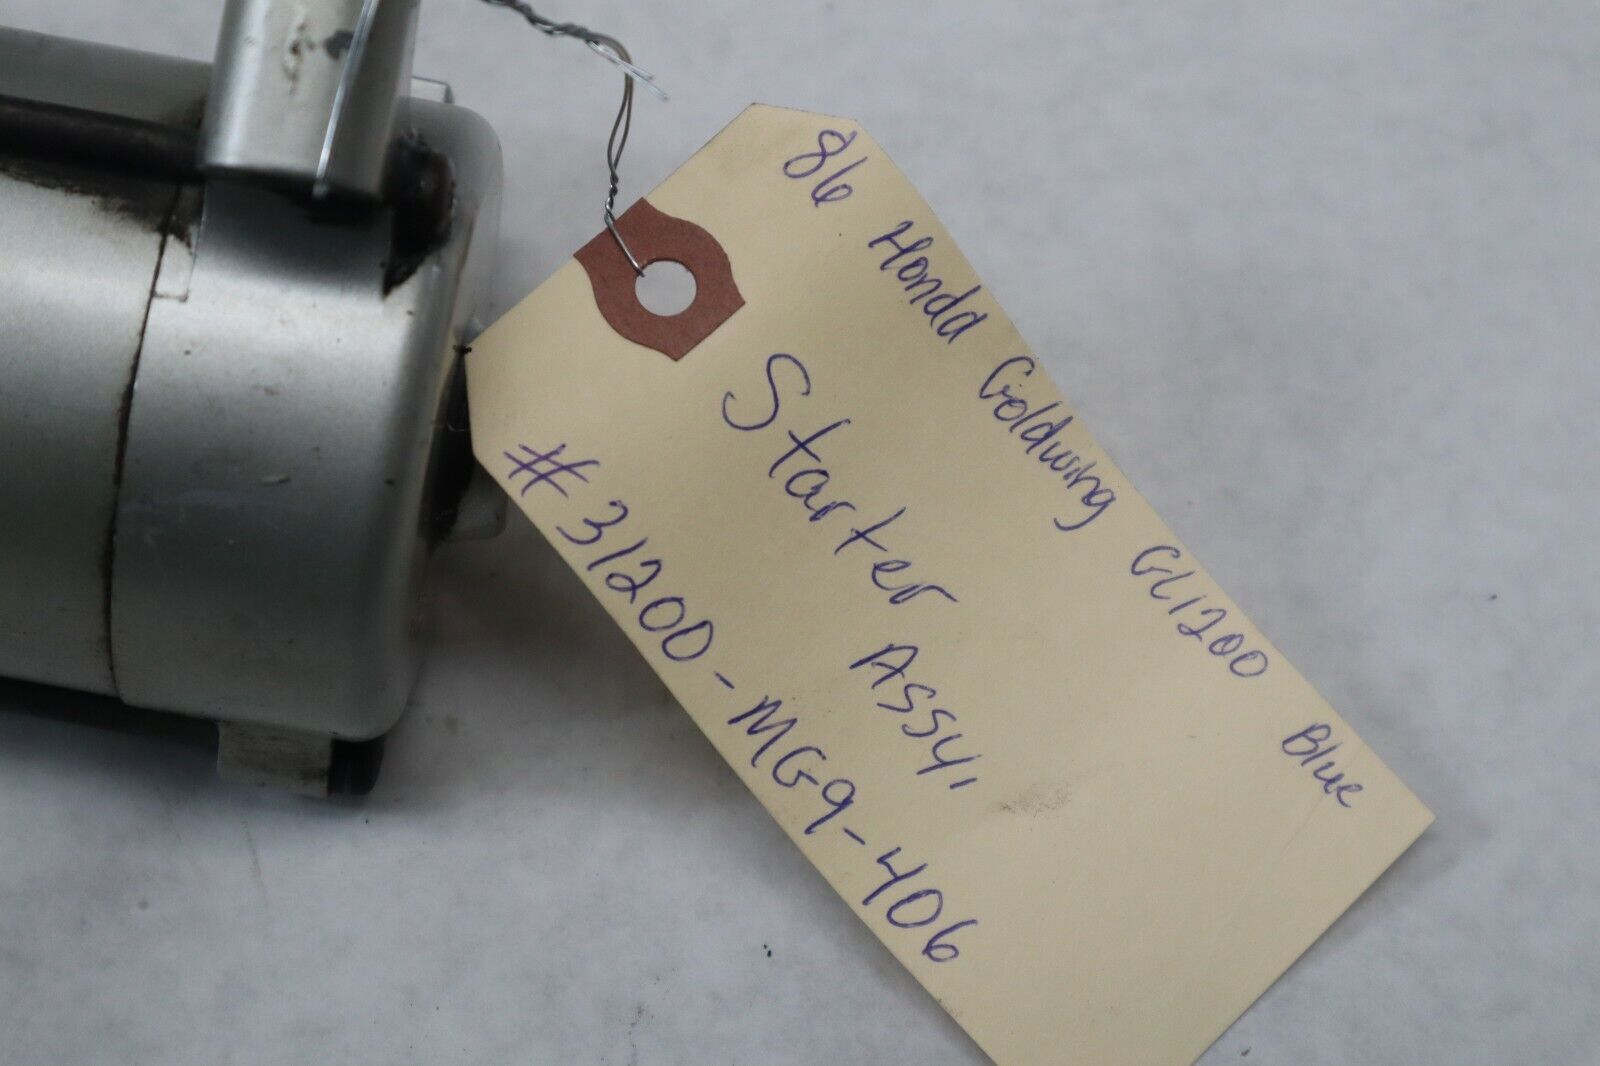 86 Honda Goldwing GL1200 Blue
Starter Assy.
#31200-MG9-406